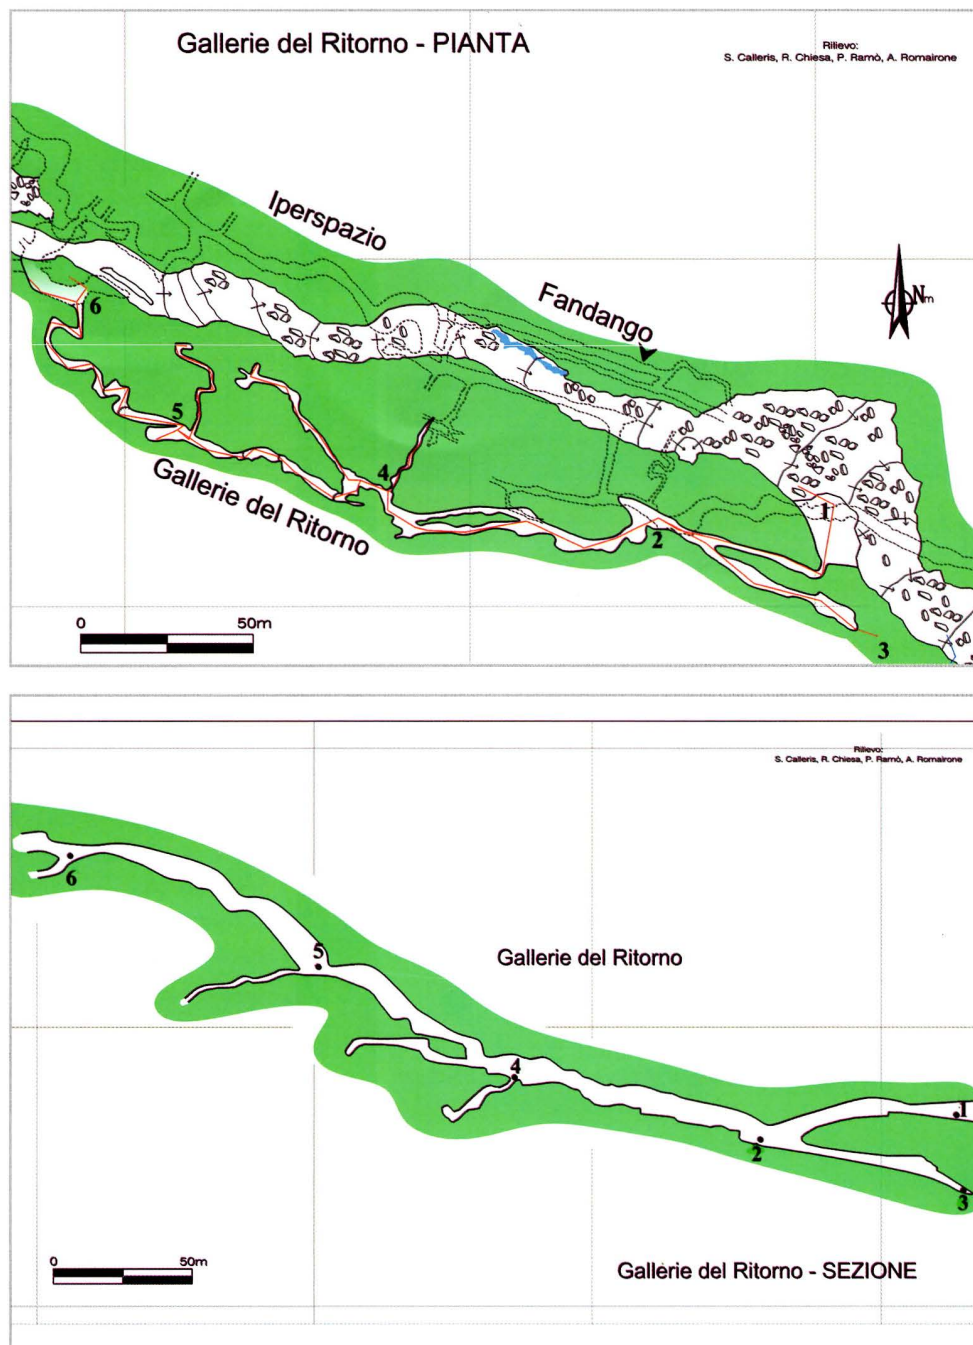 Gallerie del Ritorno - PIANTA
Rilievo:
S. Calleris, R. Chiesa, P. Ramò, A. Romairone
Iperspazio
Fandango
Nm
6
5
4
Gallerie del Ritorno
1
2
3
0 50m
Rilievo:
S. Calleris, R. Chiesa, P. Ramò, A. Romairone
6
5
Gallerie del Ritorno
4
1
2
3
0 50m
Gallerie del Ritorno - SEZIONE